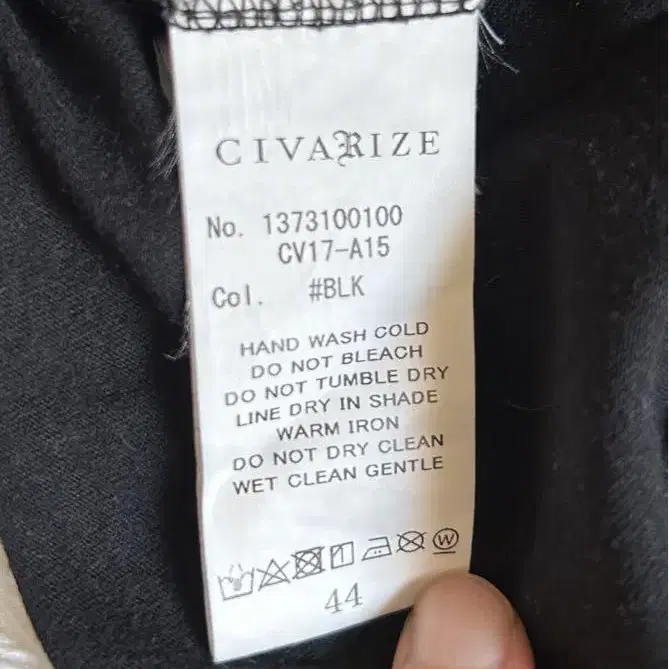 CIVARIZE
No. 1373100100
CV17-A15
Col. #BLK
HAND WASH COLD
DO NOT BLEACH
DO NOT TUMBLE DRY
LINE DRY IN SHADE
WARM IRON
DO NOT DRY CLEAN
WET CLEAN GENTLE
W
44